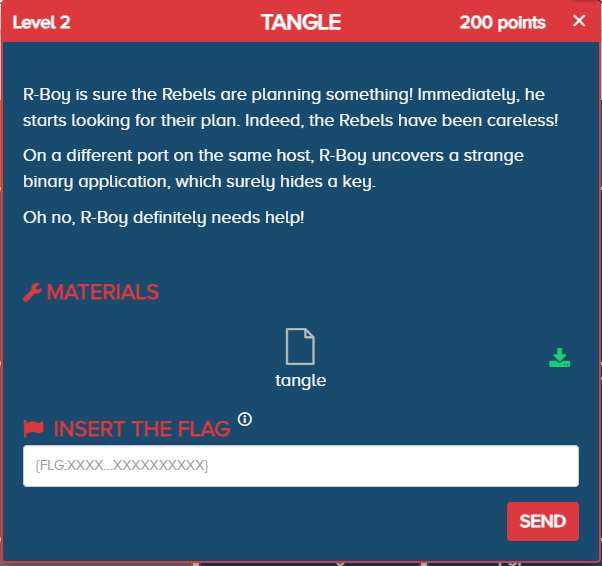 Level 2 TANGLE 200 points ×
R-Boy is sure the Rebels are planning something! Immediately, he
starts looking for their plan. Indeed, the Rebels have been careless!
On a different port on the same host, R-Boy uncovers a strange
binary application, which surely hides a key.
Oh no, R-Boy definitely needs help!
MATERIALS
tangle
INSERT THE FLAG
{FLG:XXXX...XXXXXXXXXX}
SEND